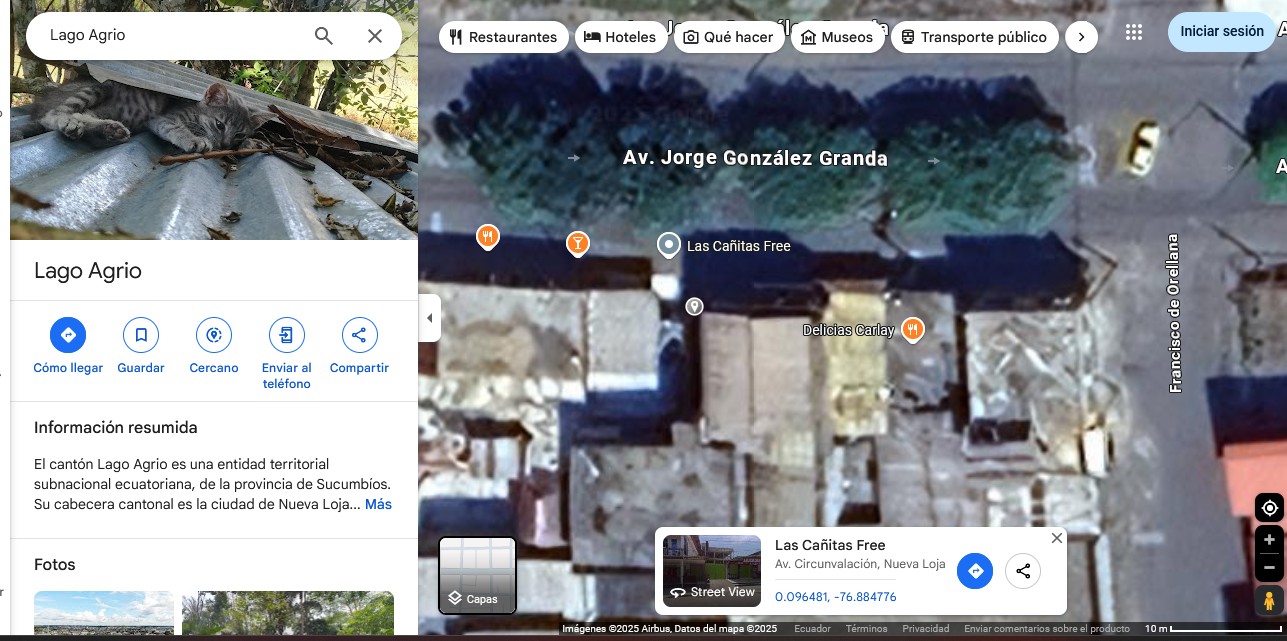 Lago Agrio
Restaurantes
Hoteles
Qué hacer
Museos
Transporte público
Iniciar sesión
Av. Jorge González Granda
Las Cañitas Free
Delicias Carlay
Francisco de Orellana
Lago Agrio
Cómo llegar
Guardar
Cercano
Enviar al
teléfono
Compartir
Información resumida
El cantón Lago Agrio es una entidad territorial
subnacional ecuatoriana, de la provincia de Sucumbíos.
Su cabecera cantonal es la ciudad de Nueva Loja... Más
Fotos
Capas
Street View
Las Cañitas Free
Av. Circunvalación, Nueva Loja
0.096481, -76.884776
Imágenes ©2025 Airbus, Datos del mapa ©2025 Ecuador Términos Privacidad Enviar comentarios sobre el producto 10 m